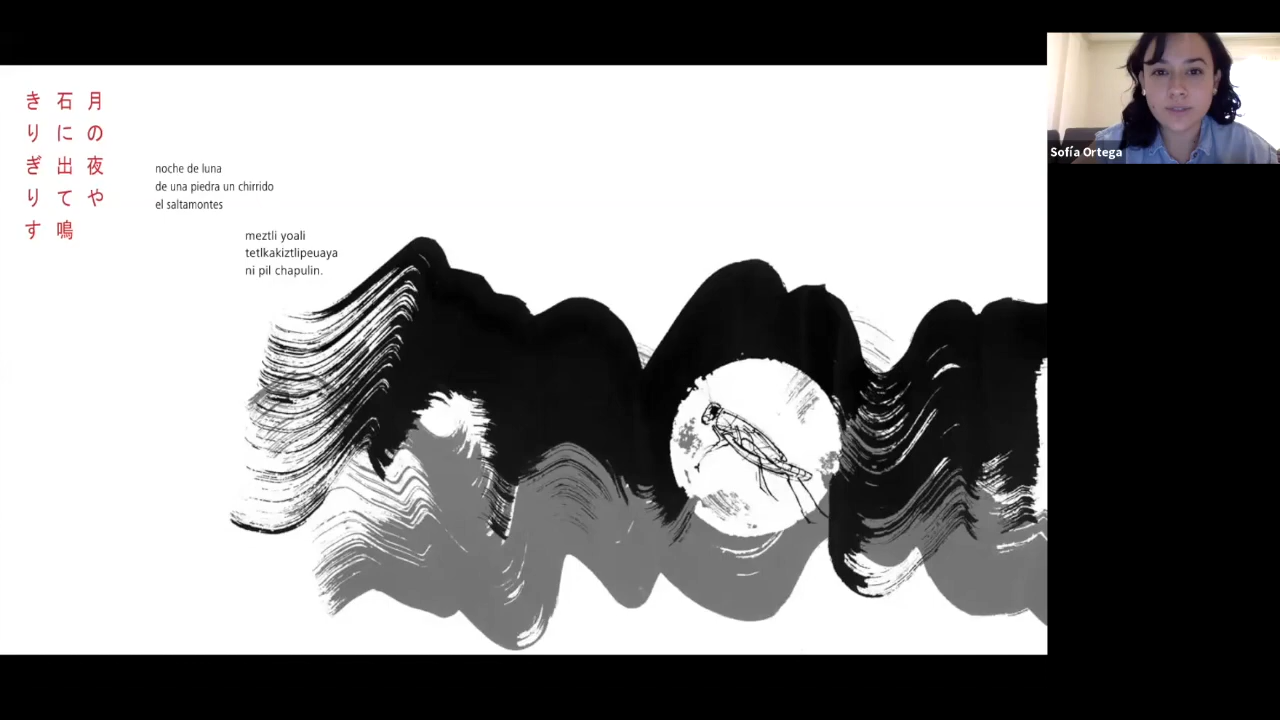 月の夜や
石に出て鳴
きりぎりす
noche de luna
de una piedra un chirrido
el saltamontes
meztli yoali
tetlkakiztlipeuaya
ni pil chapulin.
Sofía Ortega